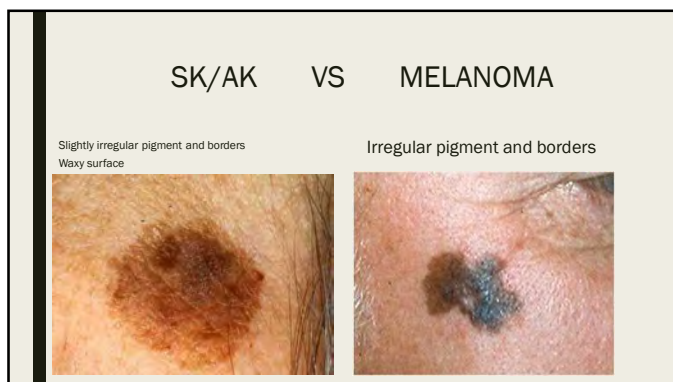 SK/AK VS MELANOMA
Slightly irregular pigment and borders
Waxy surface
Irregular pigment and borders